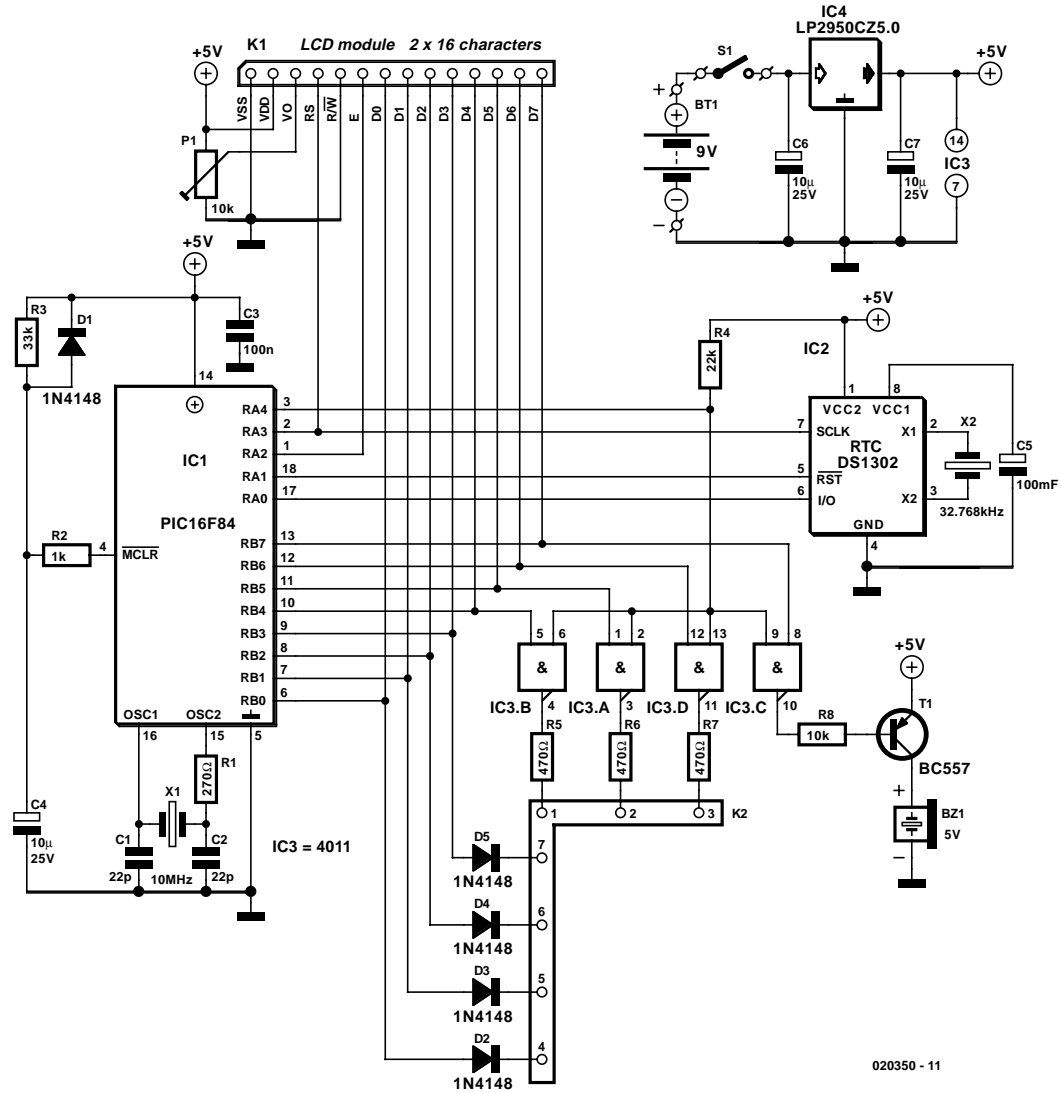 K1 LCD module 2 x 16 characters
+5V
VSS
VDD
VO
RS
R/W
E
D0
D1
D2
D3
D4
D5
D6
D7
P1
10k
IC4
LP2950CZ5.0
S1
+5V
+
BT1
9V
–
C6
10µ
25V
C7
10µ
25V
14
IC3
7
+5V
R3
33k
D1
1N4148
C3
100n
14
IC1
PIC16F84
RA4 3
RA3 2
RA2 1
RA1 18
RA0 17
RB7 13
RB6 12
RB5 11
RB4 10
RB3 9
RB2 8
RB1 7
RB0 6
R2
1k
4
MCLR
OSC1
OSC2
16
15
5
R1
270Ω
X1
10MHz
C1
22p
C2
22p
C4
10µ
25V
IC3 = 4011
+5V
R4
22k
IC2
1
8
VCC2
VCC1
7 SCLK
5 RST
6 I/O
RTC
DS1302
X1 2
X2 3
GND
4
X2
32.768kHz
C5
100mF
5 6
1 2
12 13
9 8
&
&
&
&
IC3.B 4
IC3.A 3
IC3.D 11
IC3.C 10
R5
470Ω
R6
470Ω
R7
470Ω
R8
10k
+5V
T1
BC557
+
BZ1
5V
–
1
2
3
K2
7
6
5
4
D5
1N4148
D4
1N4148
D3
1N4148
D2
1N4148
020350 - 11